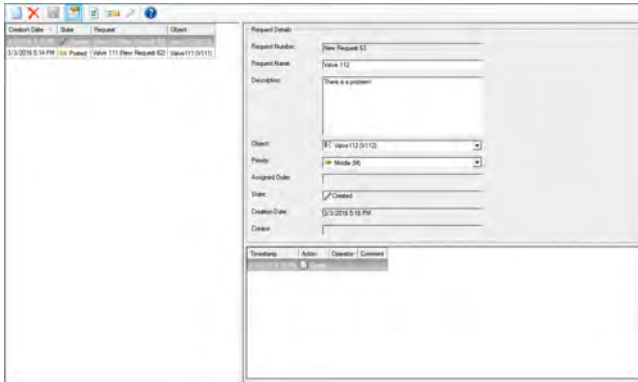 Creation Date State Request Object
3/3/2016 5:14 PM Posted Valve 111 (New Request 62) Valve111 (V111)
Request Details
Request Number: New Request 63
Request Name: Valve 112
Description: There is a problem!
Object: Valve112 (V112)
Priority: Middle (M)
Assigned Order:
State: Created
Creation Date: 3/3/2016 5:16 PM
Creator:
Timestamp Action Operator Comment